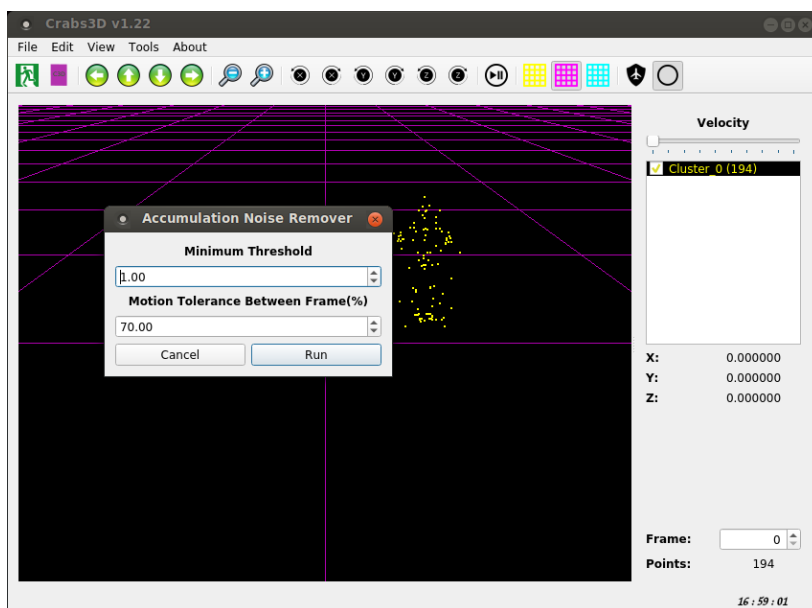 Crabs3D v1.22
File Edit View Tools About
X X Y Y Z Z
Velocity
Cluster_0 (194)
Accumulation Noise Remover
Minimum Threshold
1.00
Motion Tolerance Between Frame(%)
70.00
Cancel Run
X: 0.000000
Y: 0.000000
Z: 0.000000
Frame: 0
Points: 194
16 : 59 : 01